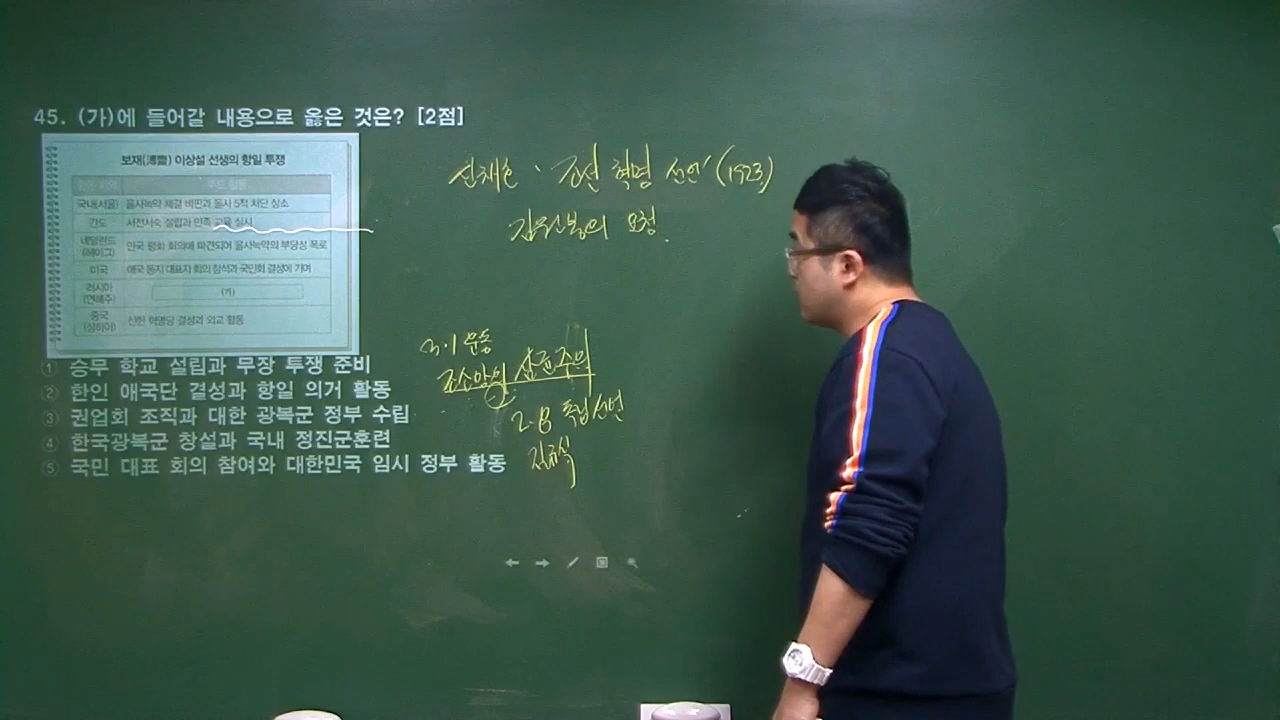 45. (가)에 들어갈 내용으로 옳은 것은? [2점]
보재(溥齋) 이상설 선생의 항일 투쟁
주요 활동
국내(서울) 을사늑약 체결 비판과 을사 5적 처단 상소
간도 서전서숙 설립과 민족 교육 실시
네덜란드(헤이그) 만국 평화 회의에 파견되어 을사늑약의 부당성 폭로
미국 애국 동지 대표자 회의 참석과 국민회 결성에 기여
러시아(연해주) (가)
중국(상하이) 신한 혁명당 결성과 외교 활동
① 승무 학교 설립과 무장 투쟁 준비
② 한인 애국단 결성과 항일 의거 활동
③ 권업회 조직과 대한 광복군 정부 수립
④ 한국광복군 창설과 국내 정진군훈련
⑤ 국민 대표 회의 참여와 대한민국 임시 정부 활동
신채호 '조선 혁명 선언' (1923)
김원봉의 요청.
3·1 운동
조소앙의 삼균주의
2·8 독립선언
김규식